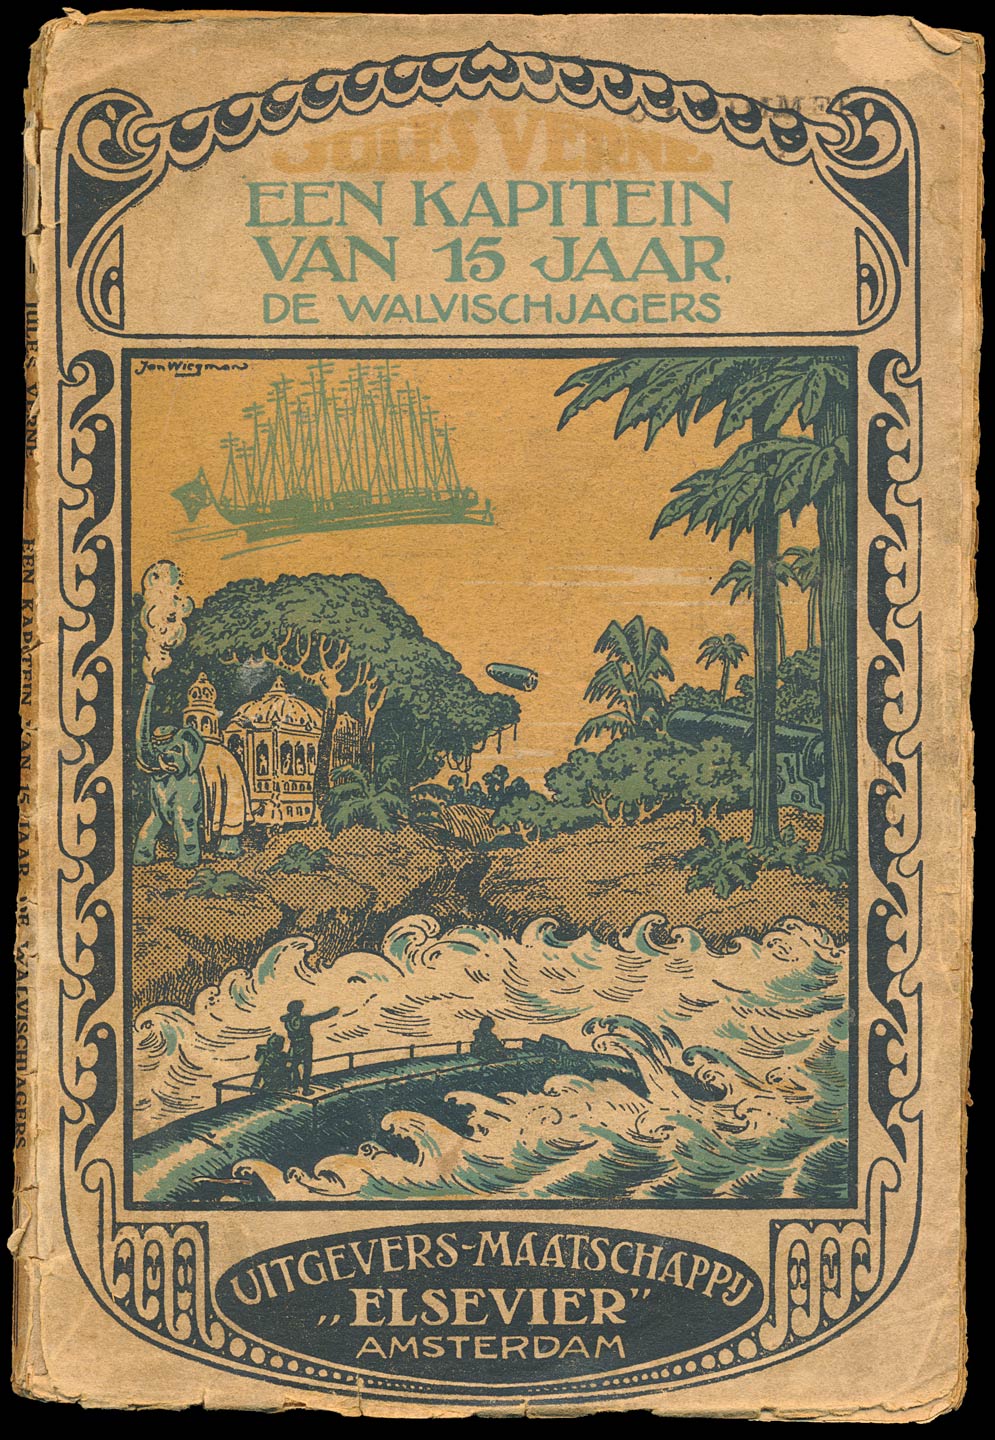 JULES VERNE
EEN KAPITEIN
VAN 15 JAAR.
DE WALVISCHJAGERS
Jan Wiegman
UITGEVERS-MAATSCHAPPIJ
„ELSEVIER”
AMSTERDAM
JULES VERNE EEN KAPITEIN VAN 15 JAAR DE WALVISCHJAGERS